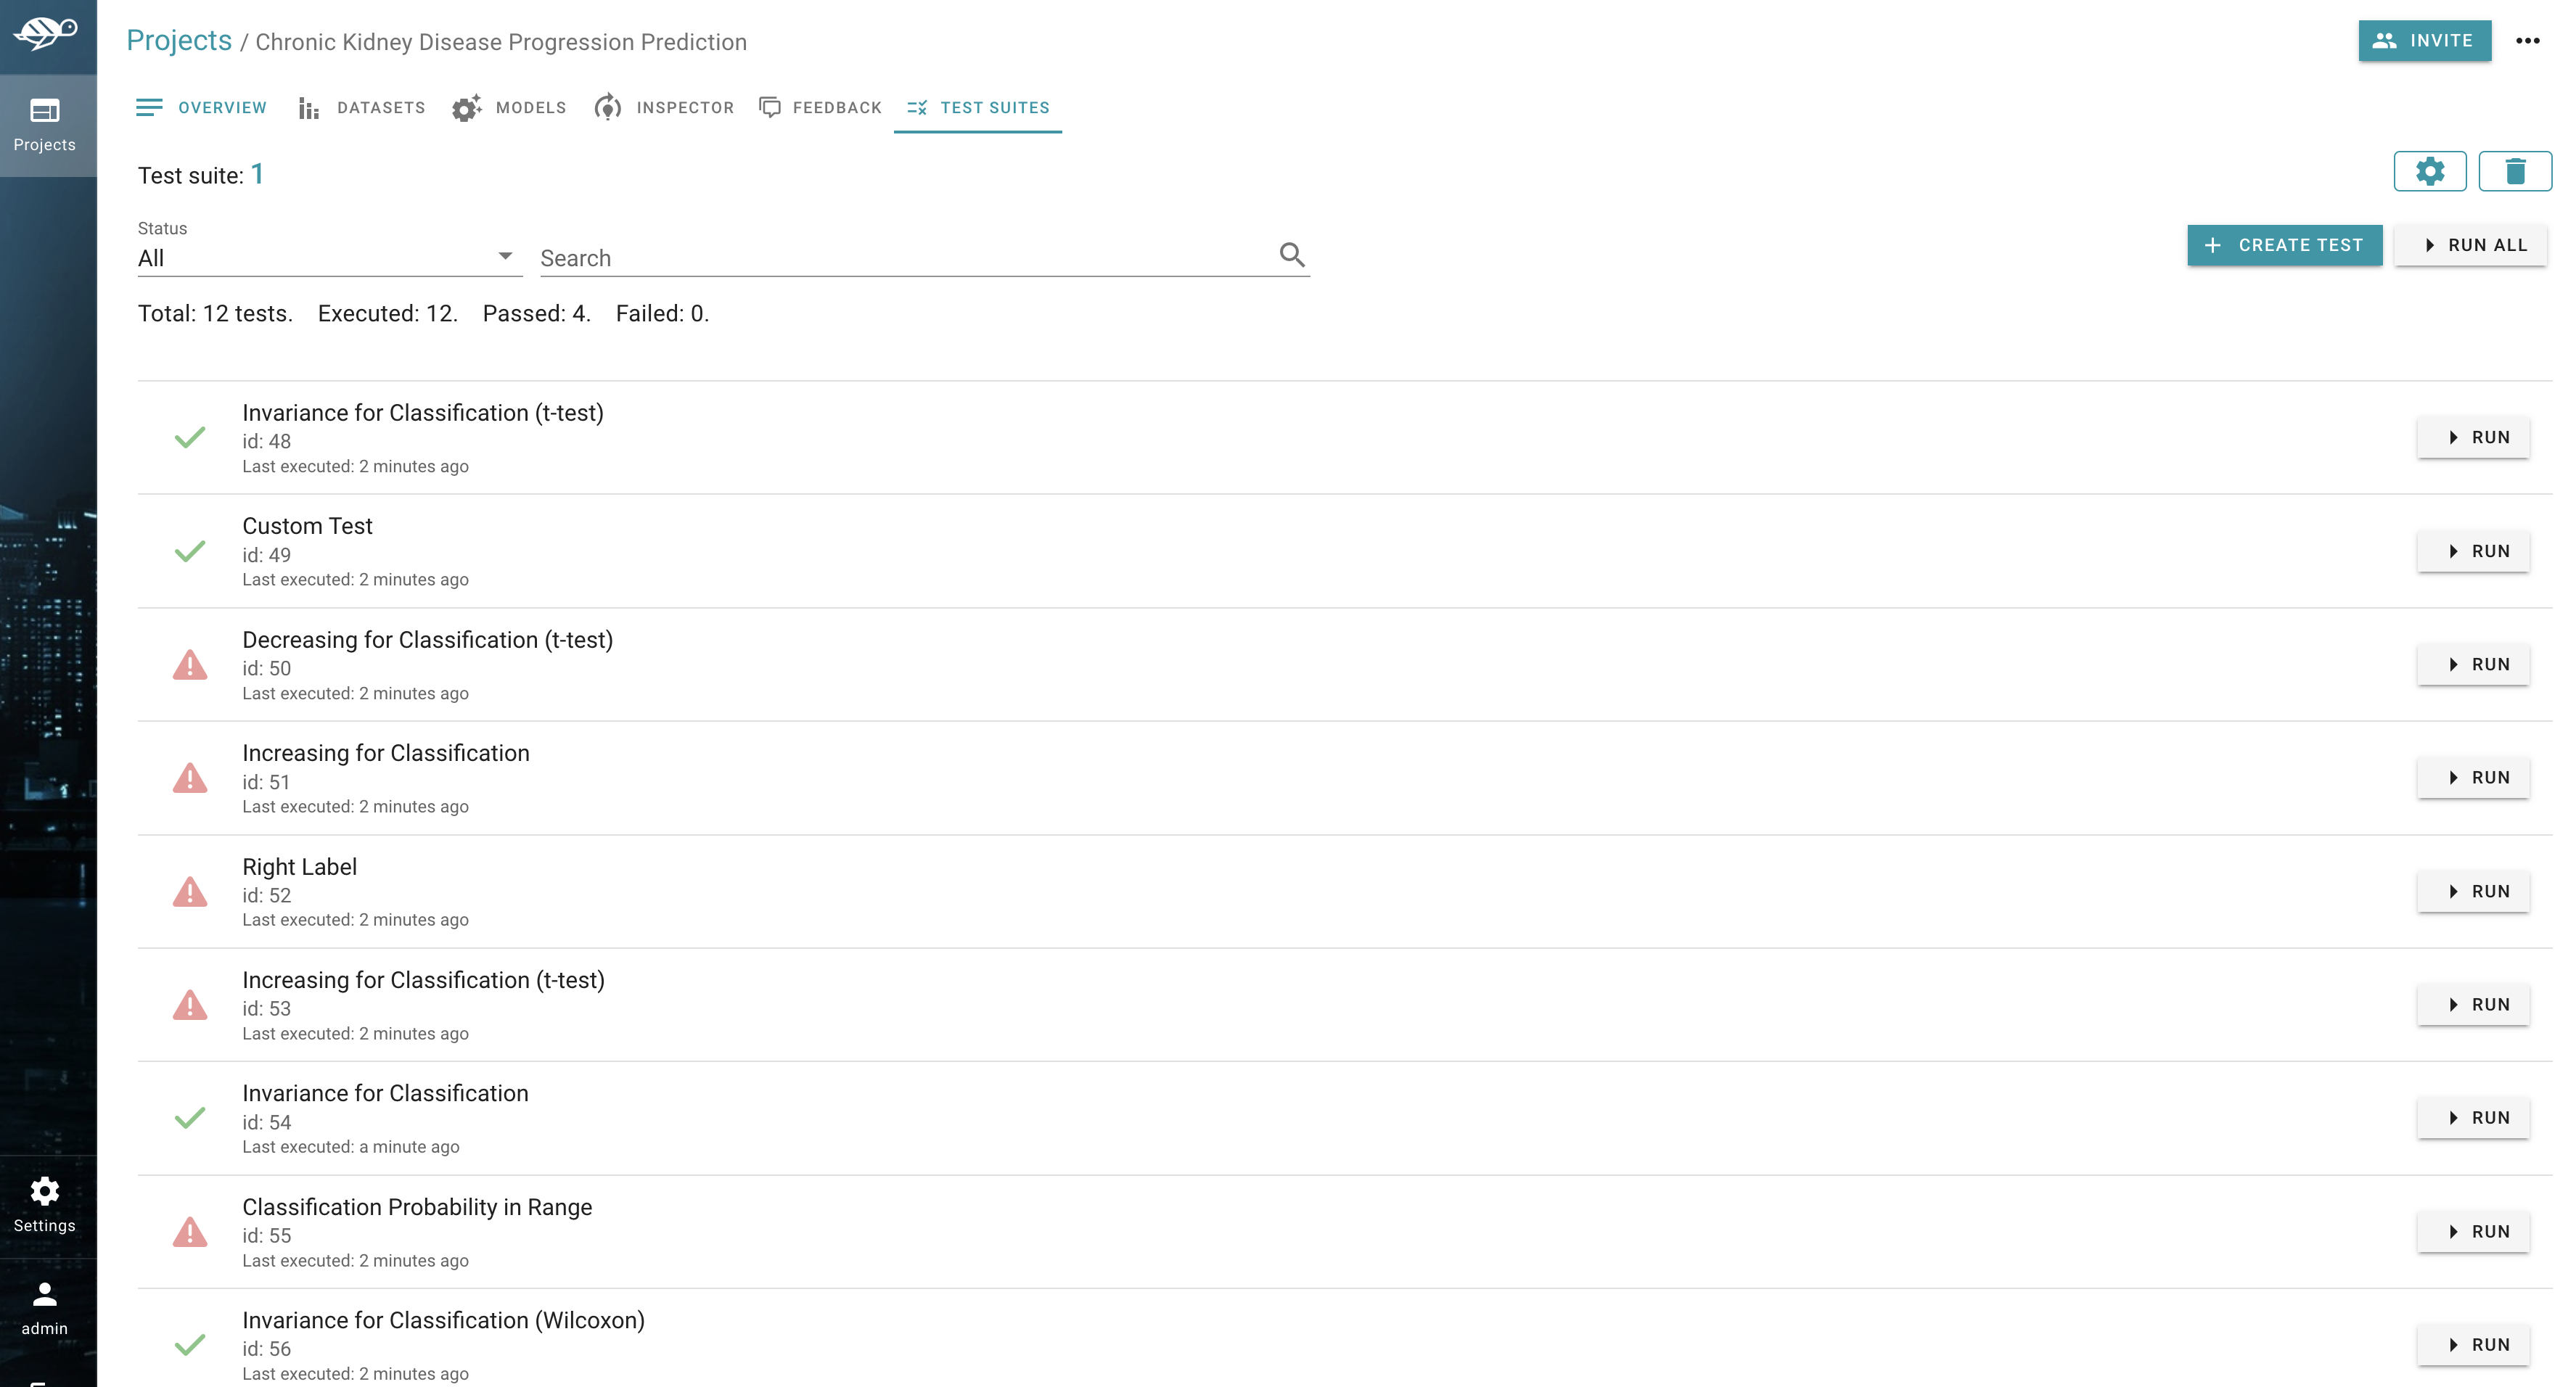 Projects / Chronic Kidney Disease Progression Prediction
INVITE
Projects
OVERVIEW DATASETS MODELS INSPECTOR FEEDBACK TEST SUITES
Test suite: 1
Status
All
Search
CREATE TEST
RUN ALL
Total: 12 tests. Executed: 12. Passed: 4. Failed: 0.
Invariance for Classification (t-test)
id: 48
Last executed: 2 minutes ago
RUN
Custom Test
id: 49
Last executed: 2 minutes ago
RUN
Decreasing for Classification (t-test)
id: 50
Last executed: 2 minutes ago
RUN
Increasing for Classification
id: 51
Last executed: 2 minutes ago
RUN
Right Label
id: 52
Last executed: 2 minutes ago
RUN
Increasing for Classification (t-test)
id: 53
Last executed: 2 minutes ago
RUN
Invariance for Classification
id: 54
Last executed: a minute ago
RUN
Classification Probability in Range
id: 55
Last executed: 2 minutes ago
RUN
Invariance for Classification (Wilcoxon)
id: 56
Last executed: 2 minutes ago
RUN
Settings
admin